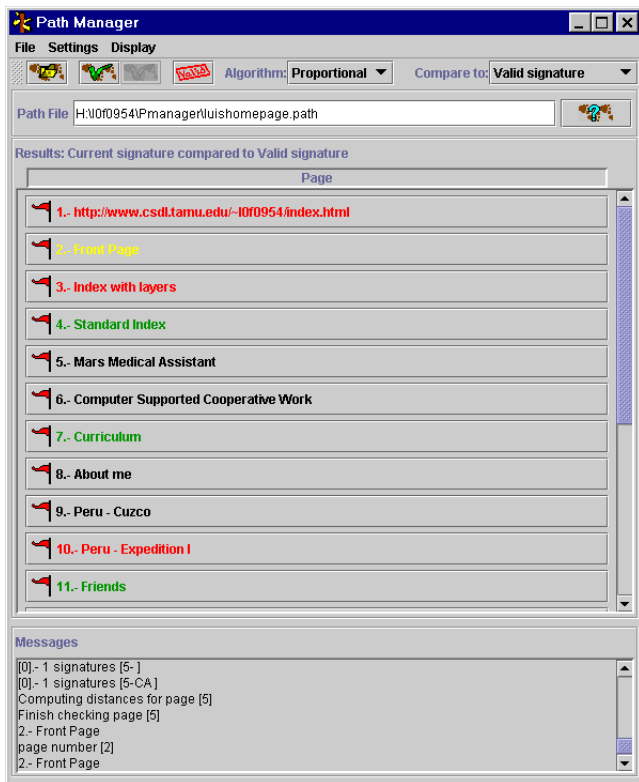 Path Manager
File Settings Display
Valid Algorithm: Proportional Compare to: Valid signature
Path File H:\l0f0954\Pmanager\luishomepage.path
Results: Current signature compared to Valid signature
Page
1.- http://www.csdl.tamu.edu/~l0f0954/index.html
2.- Front Page
3.- Index with layers
4.- Standard Index
5.- Mars Medical Assistant
6.- Computer Supported Cooperative Work
7.- Curriculum
8.- About me
9.- Peru - Cuzco
10.- Peru - Expedition I
11.- Friends
Messages
[0].- 1 signatures [5- ]
[0].- 1 signatures [5-CA ]
Computing distances for page [5]
Finish checking page [5]
2.- Front Page
page number [2]
2.- Front Page